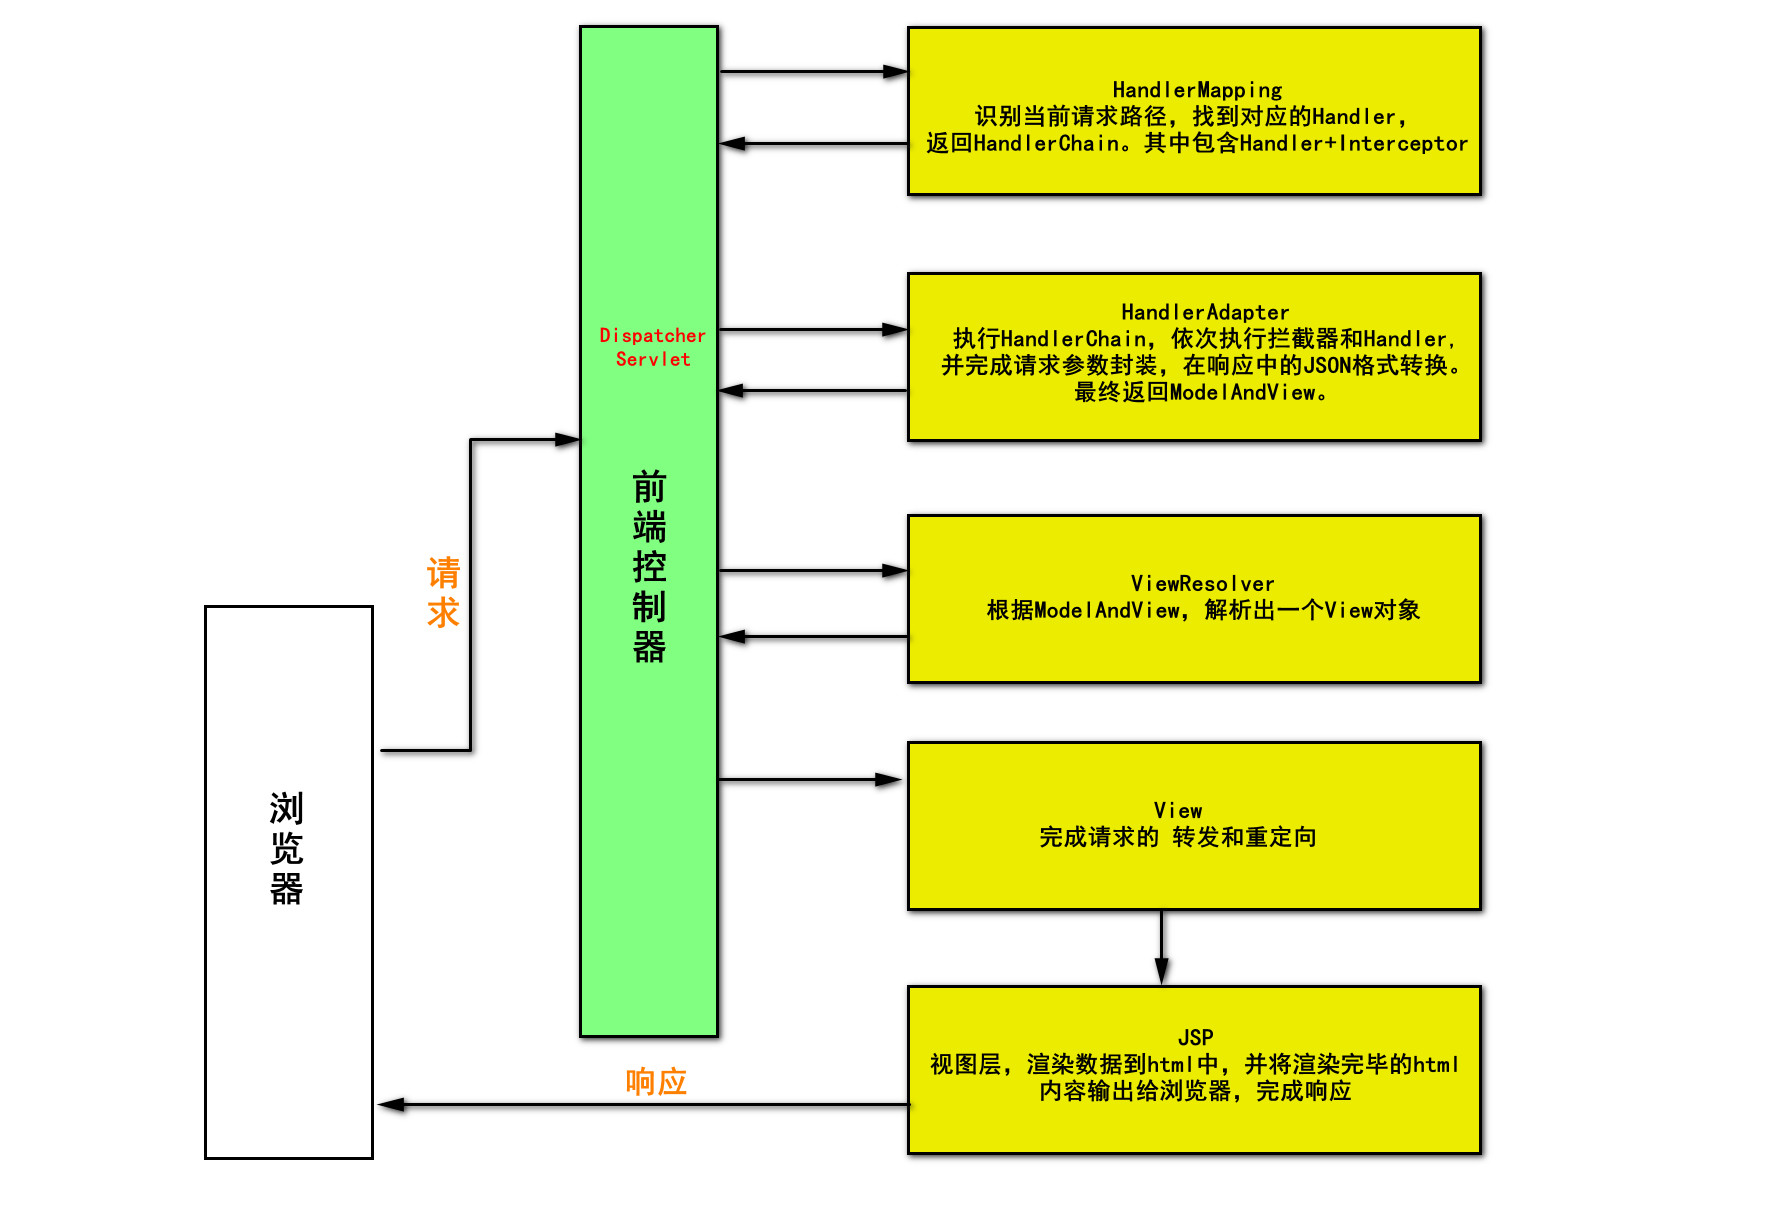 HandlerMapping
识别当前请求路径，找到对应的Handler，
返回HandlerChain。其中包含Handler+Interceptor
HandlerAdapter
执行HandlerChain，依次执行拦截器和Handler，
并完成请求参数封装，在响应中的JSON格式转换。
最终返回ModelAndView。
Dispatcher
Servlet
前端控制器
请求
ViewResolver
根据ModelAndView，解析出一个View对象
浏览器
View
完成请求的 转发和重定向
JSP
视图层，渲染数据到html中，并将渲染完毕的html
内容输出给浏览器，完成响应
响应